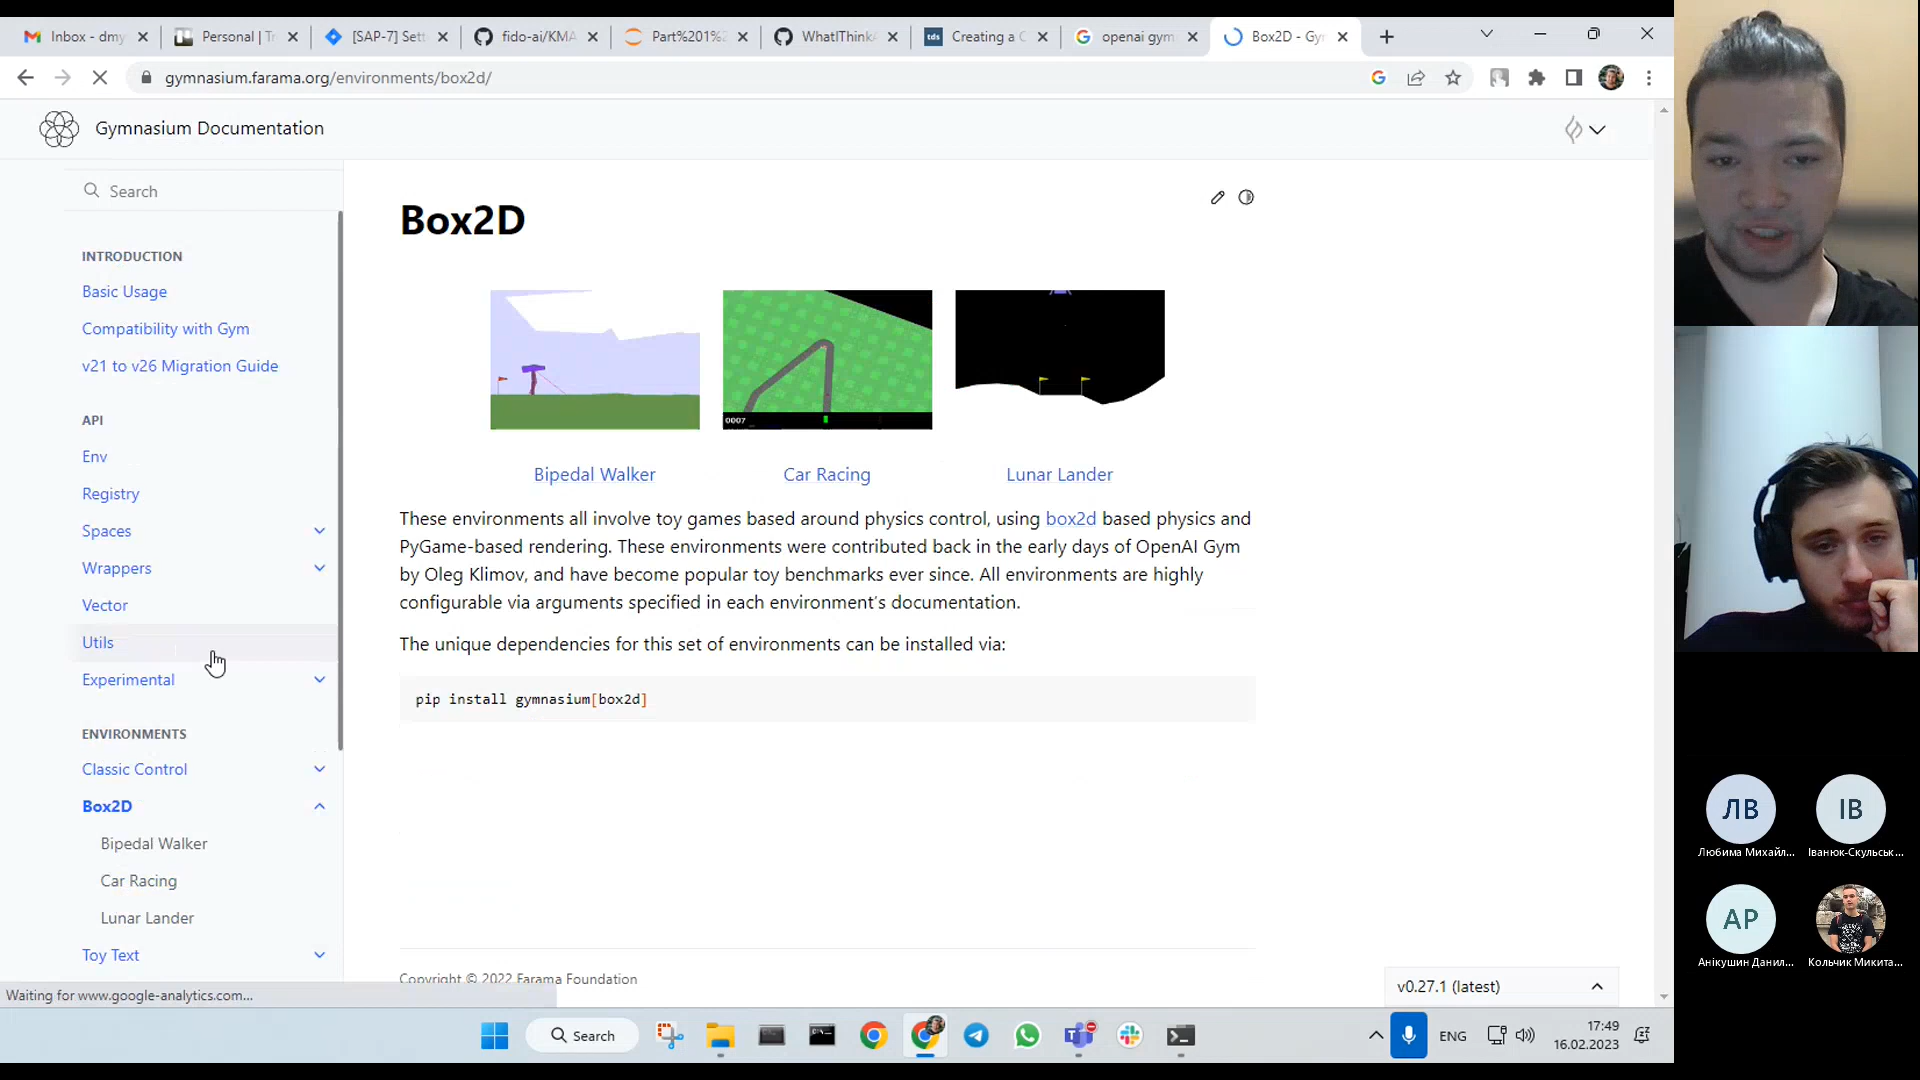 Inbox - dmy
Personal | Tr
[SAP-7] Sett
fido-ai/KMA
Part%201%
WhatIThink
tds
Creating a C
openai gym
Box2D - Gy
gymnasium.farama.org/environments/box2d/
Gymnasium Documentation
Search
INTRODUCTION
Basic Usage
Compatibility with Gym
v21 to v26 Migration Guide
API
Env
Registry
Spaces
Wrappers
Vector
Utils
Experimental
ENVIRONMENTS
Classic Control
Box2D
Bipedal Walker
Car Racing
Lunar Lander
Toy Text
Box2D
0007
Bipedal Walker
Car Racing
Lunar Lander
These environments all involve toy games based around physics control, using box2d based physics and
PyGame-based rendering. These environments were contributed back in the early days of OpenAI Gym
by Oleg Klimov, and have become popular toy benchmarks ever since. All environments are highly
configurable via arguments specified in each environment's documentation.
The unique dependencies for this set of environments can be installed via:
pip install gymnasium[box2d]
Copyright © 2022 Farama Foundation
v0.27.1 (latest)
Waiting for www.google-analytics.com...
Search
ENG
17:49
16.02.2023
ЛВ
Любима Михайл...
ІВ
Іванюк-Скульськ...
АР
Анікушин Данил...
Кольчик Микита...